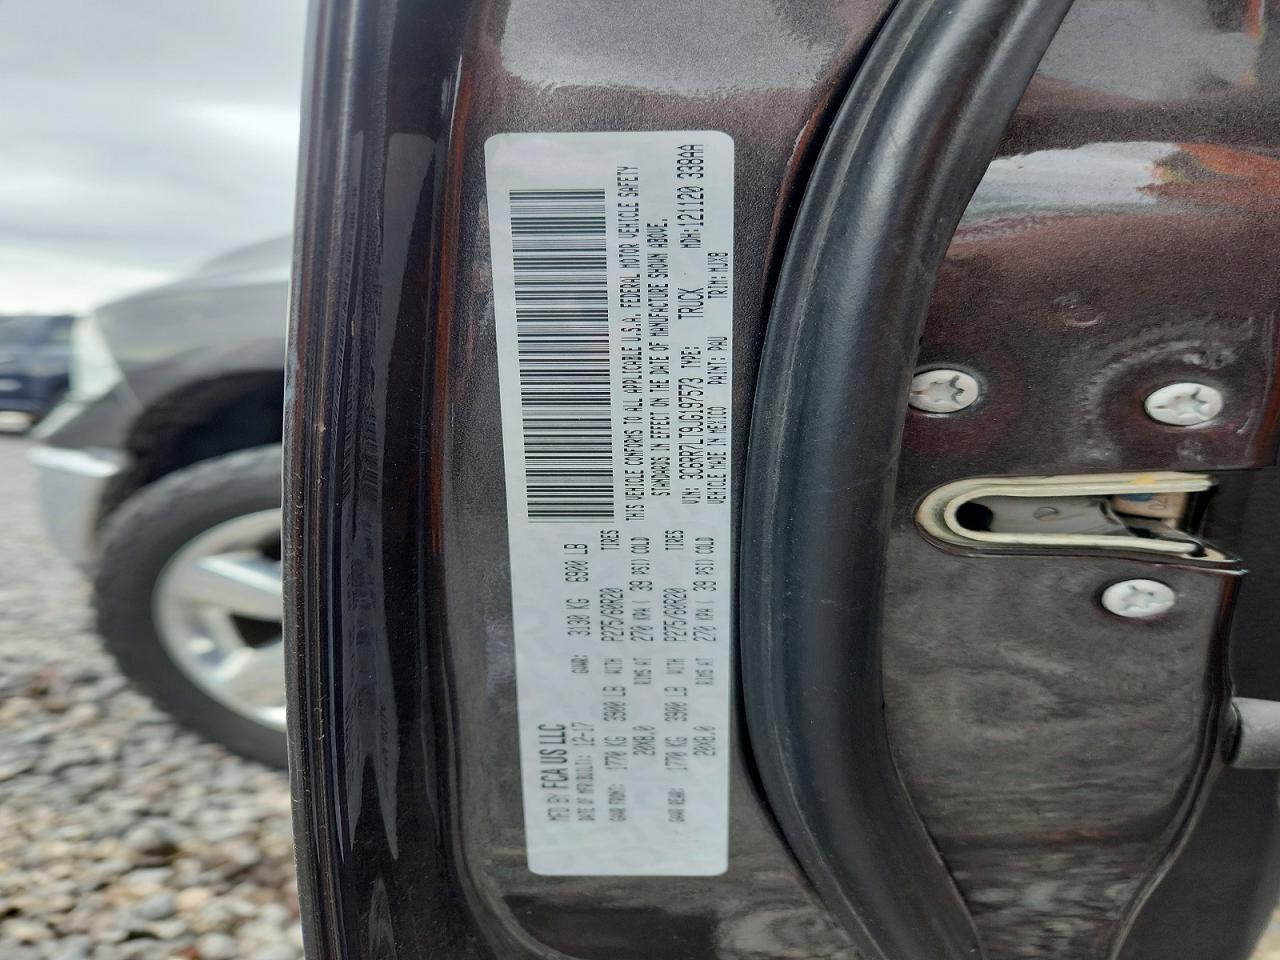 MFD BY FCA US LLC
DATE OF MFR(BUILT): 12-17 GVWR: 3130 KG 6900 LB
GAWR FRONT: 1770 KG 3900 LB WITH P275/60R20 TIRES
20X8.0 RIMS AT 270 KPA( 39 PSI) COLD
GAWR REAR: 1770 KG 3900 LB WITH P275/60R20 TIRES
20X8.0 RIMS AT 270 KPA( 39 PSI) COLD
THIS VEHICLE CONFORMS TO ALL APPLICABLE U.S.A. FEDERAL MOTOR VEHICLE SAFETY
STANDARDS IN EFFECT ON THE DATE OF MANUFACTURE SHOWN ABOVE.
VIN: 3C6RR7LT9JG197573 TYPE: TRUCK MDH: 121120 338AA
VEHICLE MADE IN MEXICO PAINT: PAU TRIM: MJX8